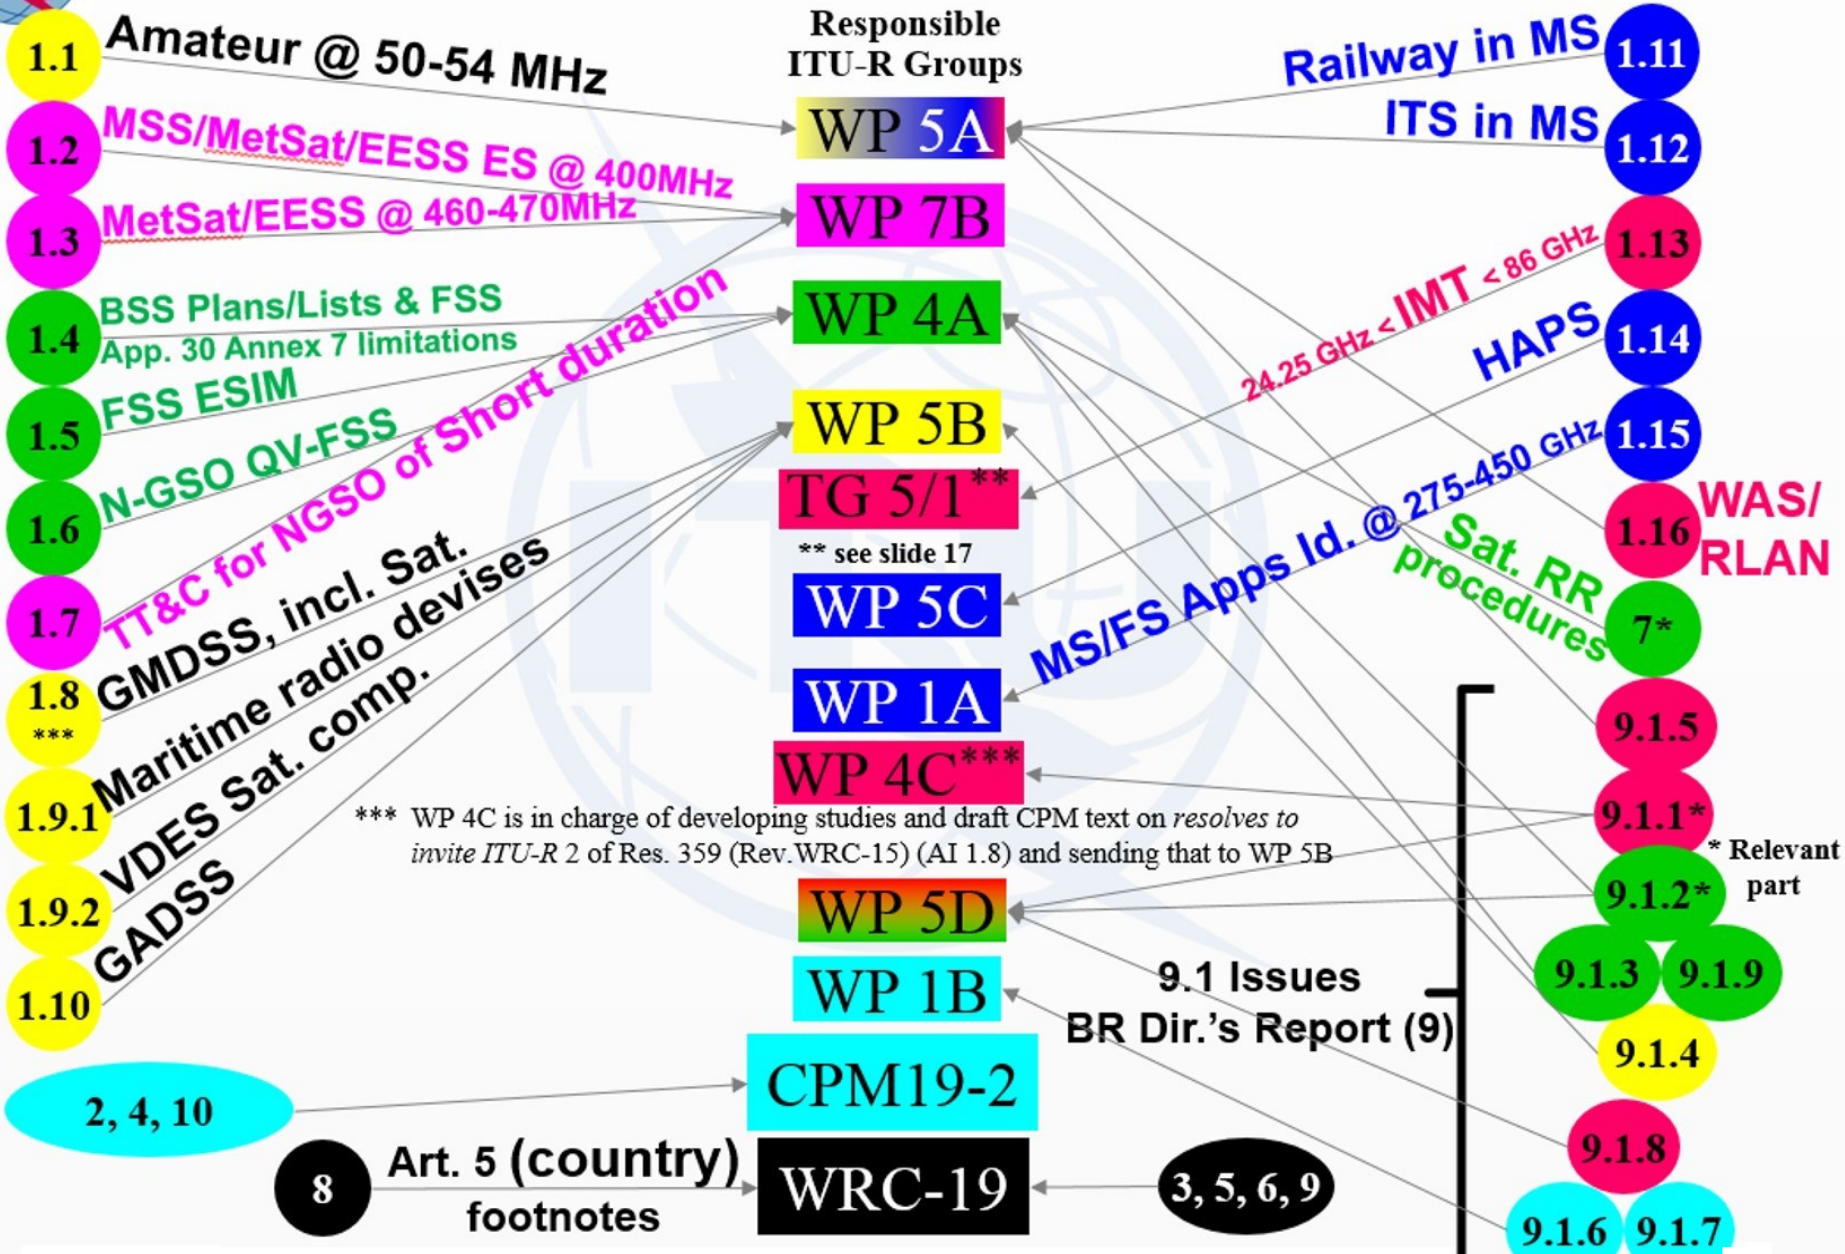 1.1
Amateur @ 50-54 MHz
1.2
MSS/MetSat/EESS ES @ 400MHz
1.3
MetSat/EESS @ 460-470MHz
1.4
BSS Plans/Lists & FSS
App. 30 Annex 7 limitations
1.5
FSS ESIM
1.6
N-GSO QV-FSS
1.7
TT&C for NGSO of Short duration
1.8
***
GMDSS, incl. Sat.
1.9.1
Maritime radio devises
1.9.2
VDES Sat. comp.
1.10
GADSS
2, 4, 10
8
Art. 5 (country)
footnotes
Responsible
ITU-R Groups
WP 5A
WP 7B
WP 4A
WP 5B
TG 5/1**
** see slide 17
WP 5C
WP 1A
WP 4C***
*** WP 4C is in charge of developing studies and draft CPM text on resolves to
invite ITU-R 2 of Res. 359 (Rev.WRC-15) (AI 1.8) and sending that to WP 5B
WP 5D
WP 1B
CPM19-2
WRC-19
ITU
Railway in MS
1.11
ITS in MS
1.12
24.25 GHz < IMT < 86 GHz
1.13
HAPS
1.14
MS/FS Apps Id. @ 275-450 GHz
1.15
1.16
WAS/
RLAN
Sat. RR
procedures
7*
9.1.5
9.1.1*
* Relevant
part
9.1.2*
9.1.3
9.1.9
9.1.4
9.1 Issues
BR Dir.'s Report (9)
9.1.8
9.1.6
9.1.7
3, 5, 6, 9